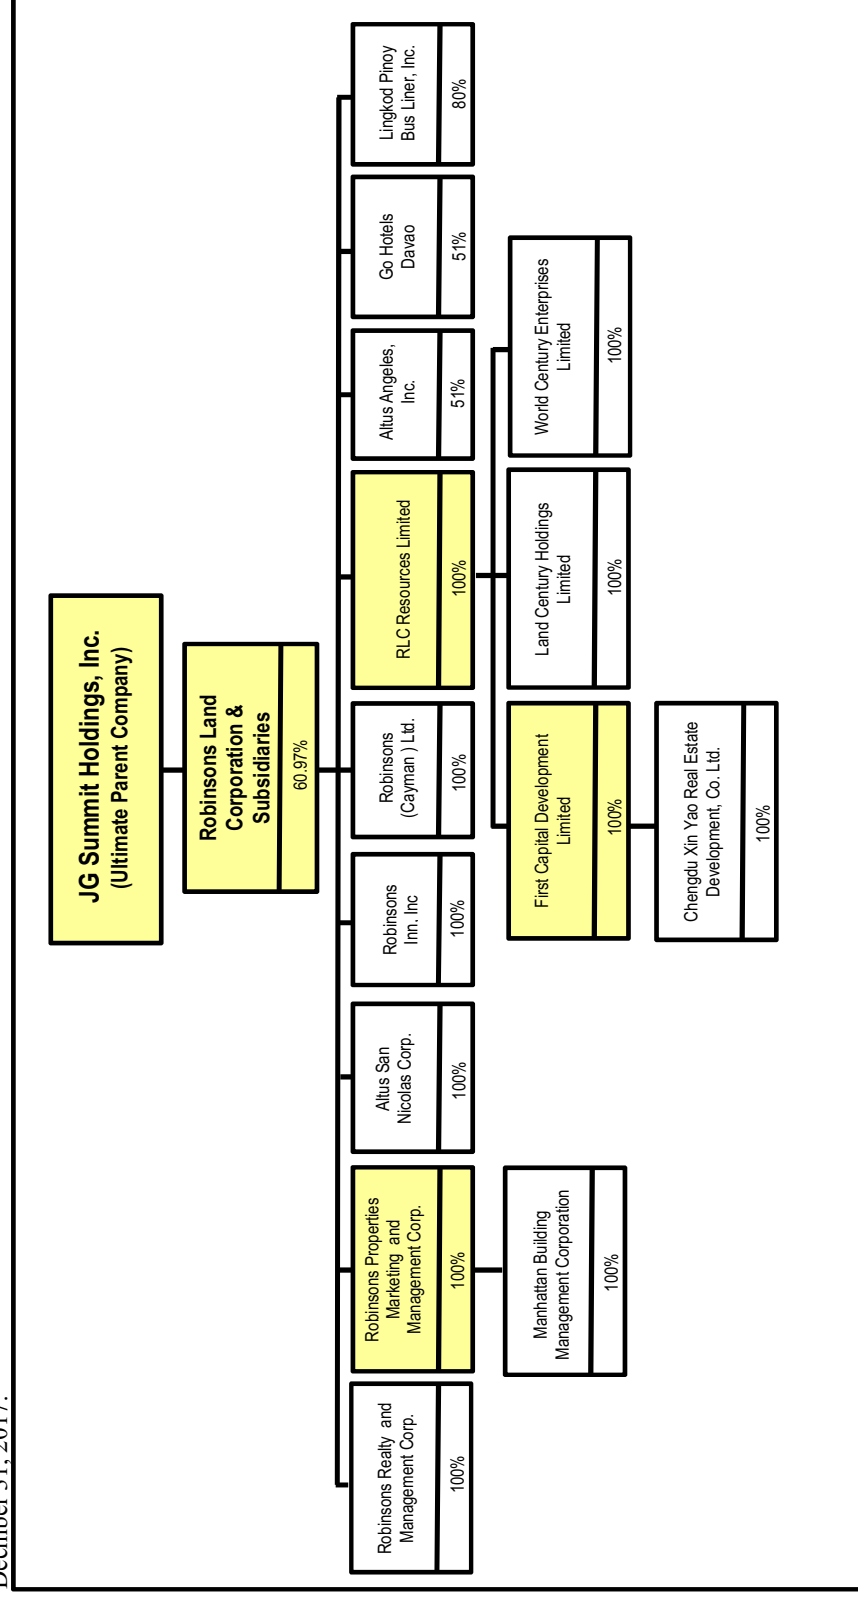 December 31, 2017:
JG Summit Holdings, Inc.
(Ultimate Parent Company)
Robinsons Land
Corporation &
Subsidiaries
60.97%
Robinsons Realty and
Management Corp.
100%
Robinsons Properties
Marketing and
Management Corp.
100%
Altus San
Nicolas Corp.
100%
Robinsons
Inn. Inc
100%
Robinsons
(Cayman ) Ltd.
100%
RLC Resources Limited
100%
Altus Angeles,
Inc.
51%
Go Hotels
Davao
51%
Lingkod Pinoy
Bus Liner, Inc.
80%
Manhattan Building
Management Corporation
100%
First Capital Development
Limited
100%
Land Century Holdings
Limited
100%
World Century Enterprises
Limited
100%
Chengdu Xin Yao Real Estate
Development, Co. Ltd.
100%